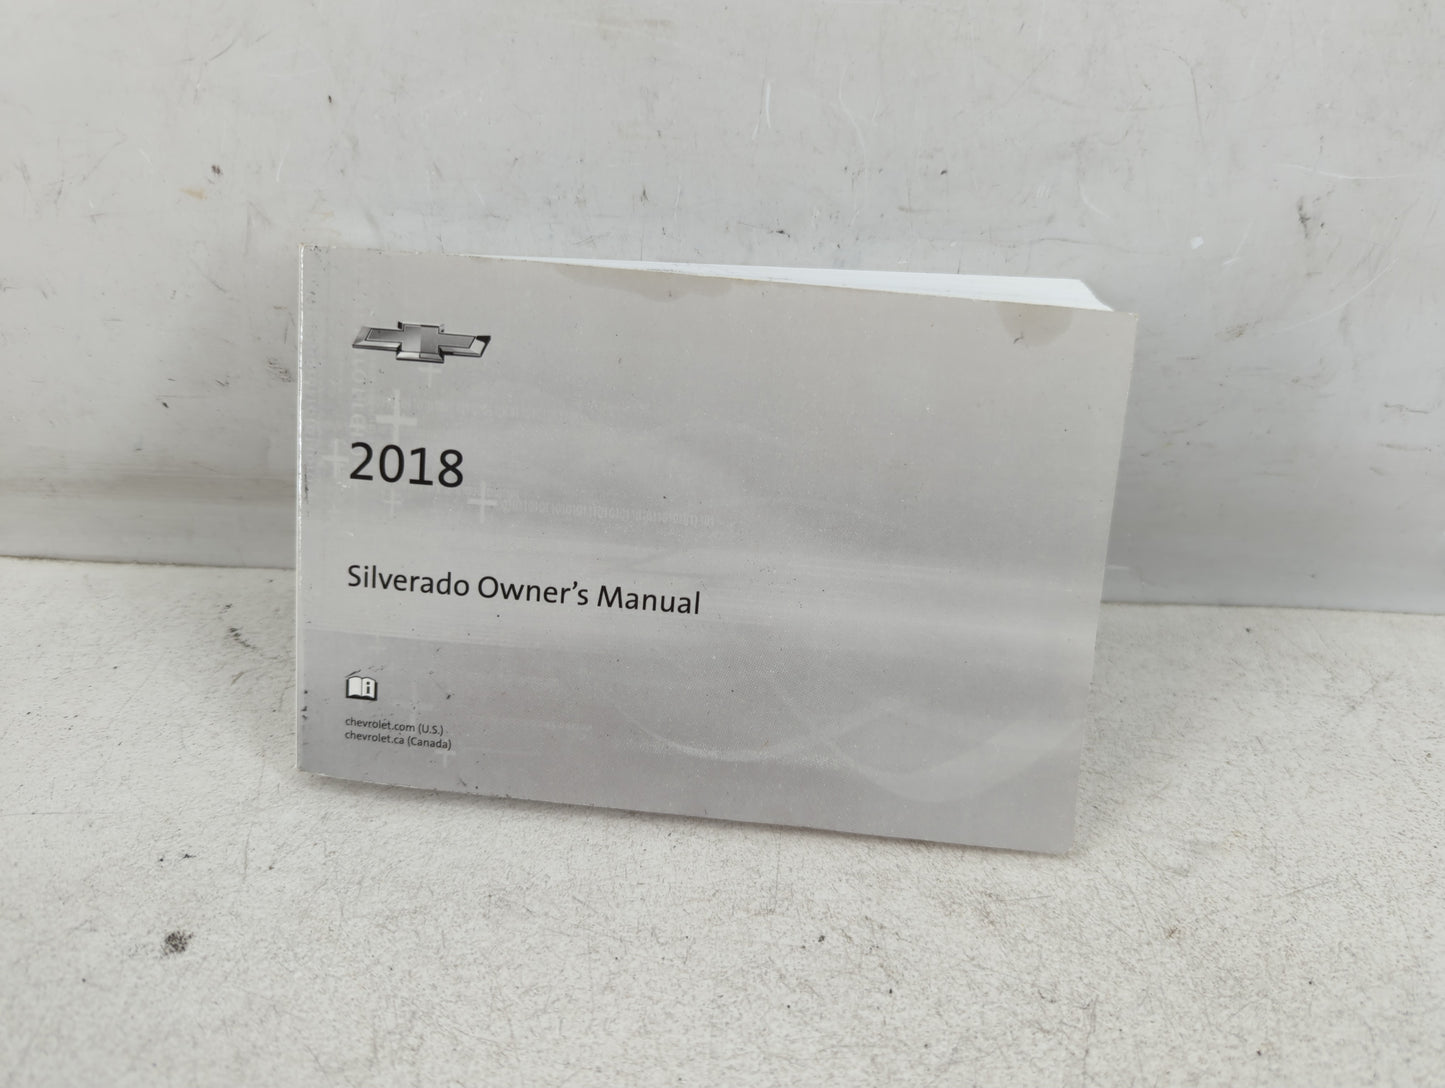 2018
Silverado Owner's Manual
chevrolet.com (U.S.)
chevrolet.ca (Canada)